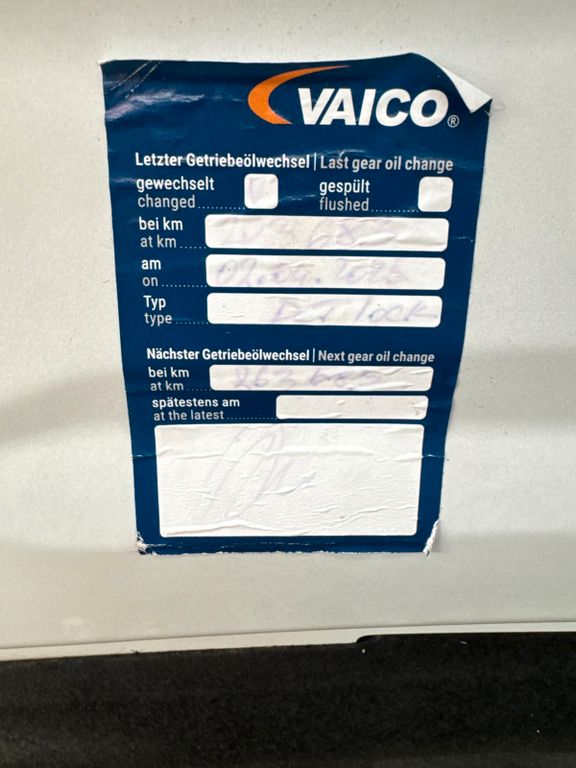 VAICO®
Letzter Getriebeölwechsel | Last gear oil change
gewechselt gespült
changed flushed
bei km
at km
am
on
Typ
type lock
Nächster Getriebeölwechsel | Next gear oil change
bei km
at km
spätestens am
at the latest